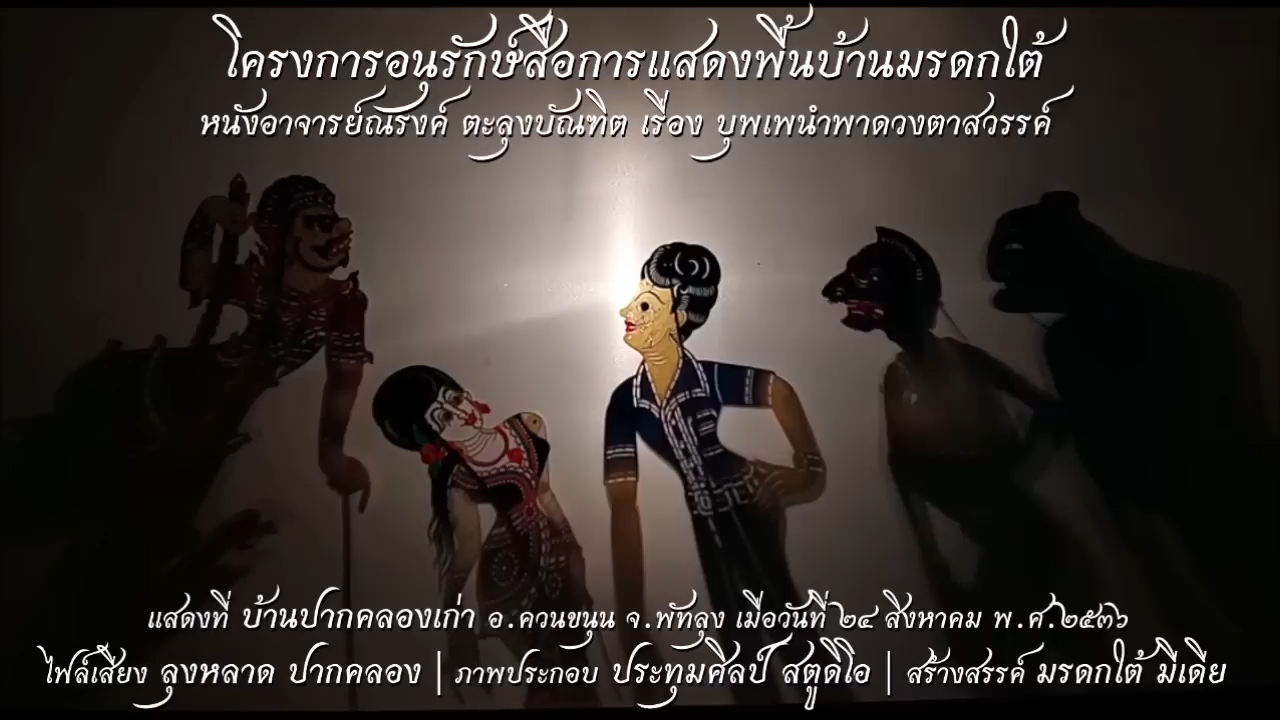 โครงการอนุรักษ์สื่อการแสดงพื้นบ้านมรดกใต้
หนังอาจารย์ณรงค์ ตะลุงบัณฑิต เรื่อง บุพเพนำพาดวงตาสวรรค์
แสดงที่ บ้านปากคลองเก่า อ.ควนขนุน จ.พัทลุง เมื่อวันที่ ๒๔ สิงหาคม พ.ศ.๒๕๓๖
ไฟล์เสียง ลุงหลาด ปากคลอง | ภาพประกอบ ประทุมศิลป์ สตูดิโอ | สร้างสรรค์ มรดกใต้ มีเดีย